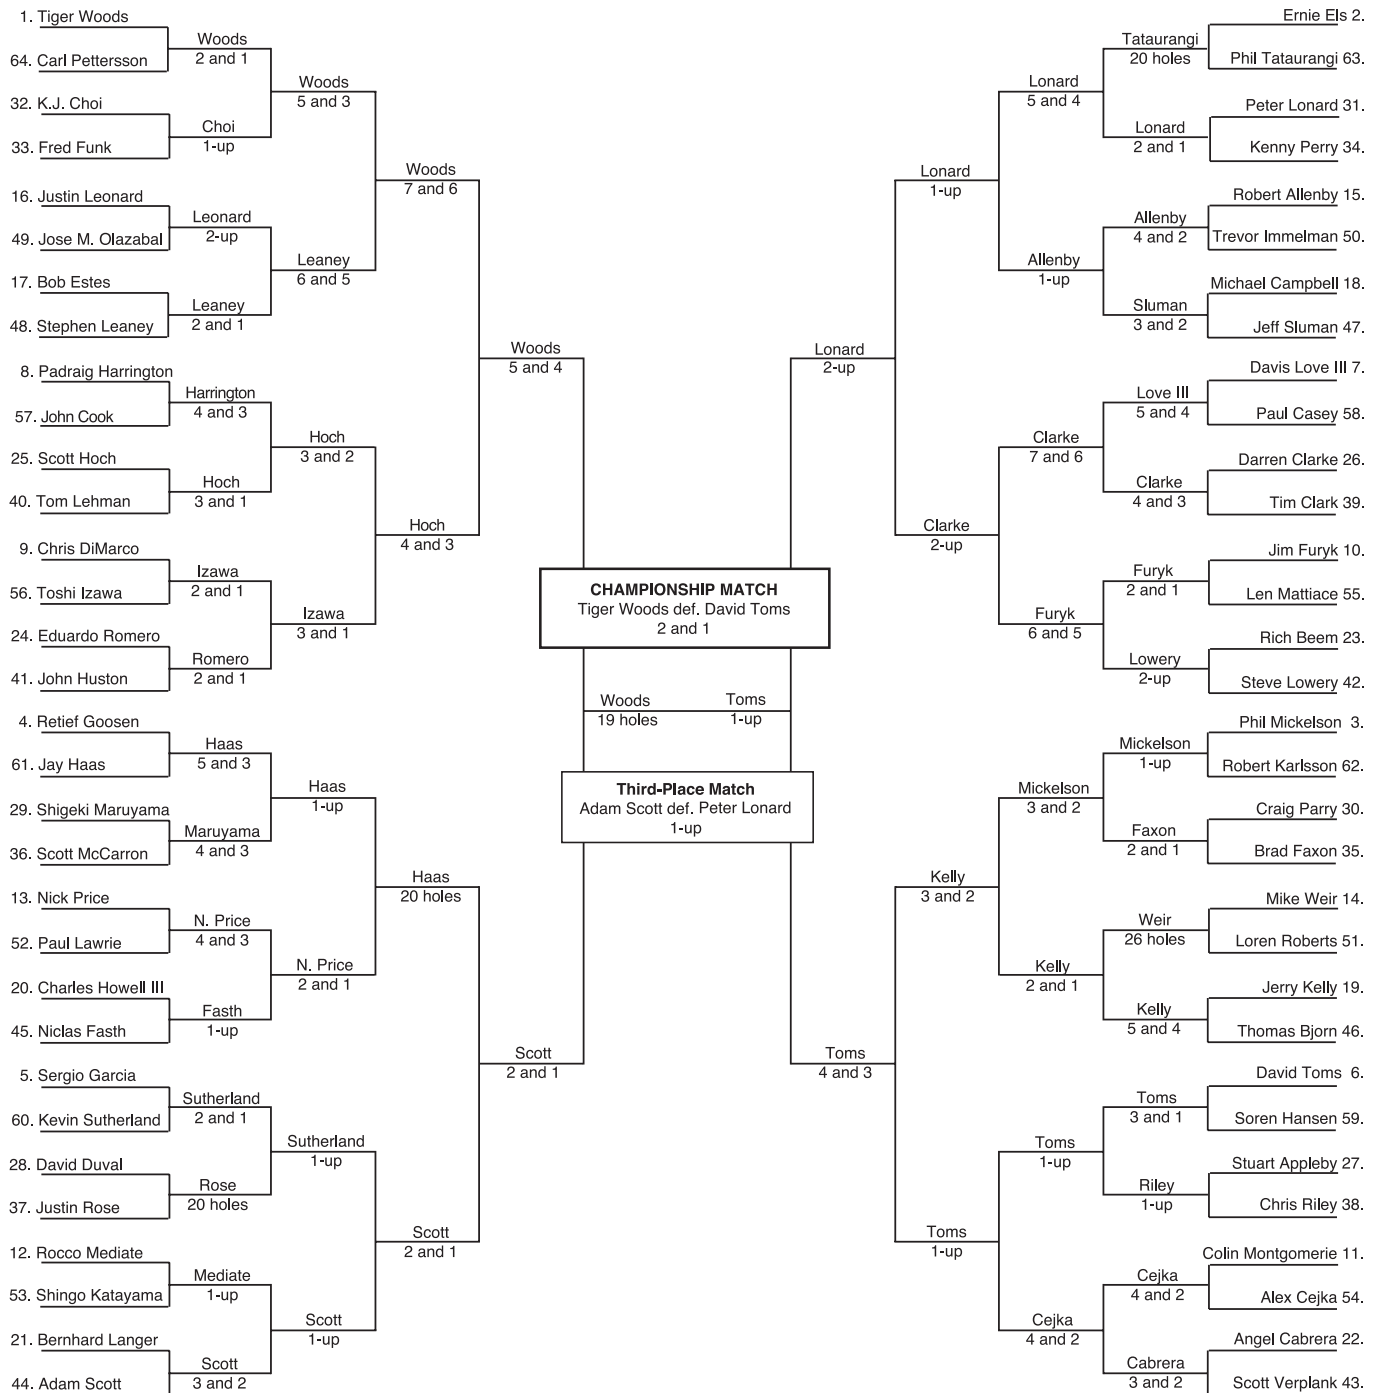 1. Tiger Woods
64. Carl Pettersson
32. K.J. Choi
33. Fred Funk
16. Justin Leonard
49. Jose M. Olazabal
17. Bob Estes
48. Stephen Leaney
8. Padraig Harrington
57. John Cook
25. Scott Hoch
40. Tom Lehman
9. Chris DiMarco
56. Toshi Izawa
24. Eduardo Romero
41. John Huston
4. Retief Goosen
61. Jay Haas
29. Shigeki Maruyama
36. Scott McCarron
13. Nick Price
52. Paul Lawrie
20. Charles Howell III
45. Niclas Fasth
5. Sergio Garcia
60. Kevin Sutherland
28. David Duval
37. Justin Rose
12. Rocco Mediate
53. Shingo Katayama
21. Bernhard Langer
44. Adam Scott
Woods
2 and 1
Choi
1-up
Leonard
2-up
Leaney
2 and 1
Harrington
4 and 3
Hoch
3 and 1
Izawa
2 and 1
Romero
2 and 1
Haas
5 and 3
Maruyama
4 and 3
N. Price
4 and 3
Fasth
1-up
Sutherland
2 and 1
Rose
20 holes
Mediate
1-up
Scott
3 and 2
Woods
5 and 3
Leaney
6 and 5
Hoch
3 and 2
Izawa
3 and 1
Haas
1-up
N. Price
2 and 1
Sutherland
1-up
Scott
1-up
Woods
7 and 6
Hoch
4 and 3
Haas
20 holes
Scott
2 and 1
Woods
5 and 4
Scott
2 and 1
CHAMPIONSHIP MATCH
Tiger Woods def. David Toms
2 and 1
Woods
19 holes
Toms
1-up
Third-Place Match
Adam Scott def. Peter Lonard
1-up
Lonard
2-up
Toms
4 and 3
Lonard
1-up
Clarke
2-up
Kelly
3 and 2
Toms
1-up
Lonard
5 and 4
Allenby
1-up
Clarke
7 and 6
Furyk
6 and 5
Mickelson
3 and 2
Kelly
2 and 1
Toms
1-up
Cejka
4 and 2
Tataurangi
20 holes
Lonard
2 and 1
Allenby
4 and 2
Sluman
3 and 2
Love III
5 and 4
Clarke
4 and 3
Furyk
2 and 1
Lowery
2-up
Mickelson
1-up
Faxon
2 and 1
Weir
26 holes
Kelly
5 and 4
Toms
3 and 1
Riley
1-up
Cejka
4 and 2
Cabrera
3 and 2
Ernie Els 2.
Phil Tataurangi 63.
Peter Lonard 31.
Kenny Perry 34.
Robert Allenby 15.
Trevor Immelman 50.
Michael Campbell 18.
Jeff Sluman 47.
Davis Love III 7.
Paul Casey 58.
Darren Clarke 26.
Tim Clark 39.
Jim Furyk 10.
Len Mattiace 55.
Rich Beem 23.
Steve Lowery 42.
Phil Mickelson 3.
Robert Karlsson 62.
Craig Parry 30.
Brad Faxon 35.
Mike Weir 14.
Loren Roberts 51.
Jerry Kelly 19.
Thomas Bjorn 46.
David Toms 6.
Soren Hansen 59.
Stuart Appleby 27.
Chris Riley 38.
Colin Montgomerie 11.
Alex Cejka 54.
Angel Cabrera 22.
Scott Verplank 43.